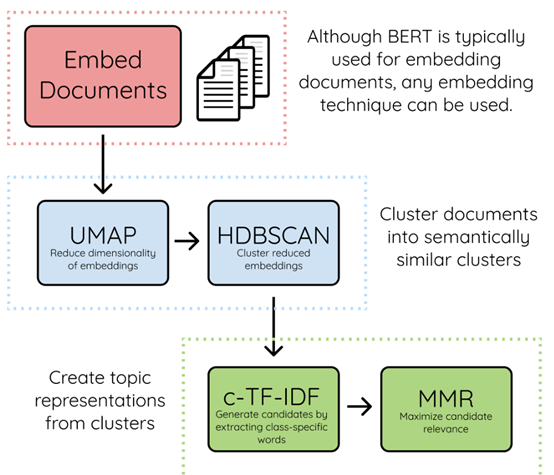 Embed
Documents
Although BERT is typically
used for embedding
documents, any embedding
technique can be used.
UMAP
Reduce dimensionality
of embeddings
HDBSCAN
Cluster reduced
embeddings
Cluster documents
into semantically
similar clusters
Create topic
representations
from clusters
c-TF-IDF
Generate candidates by
extracting class-specific
words
MMR
Maximize candidate
relevance